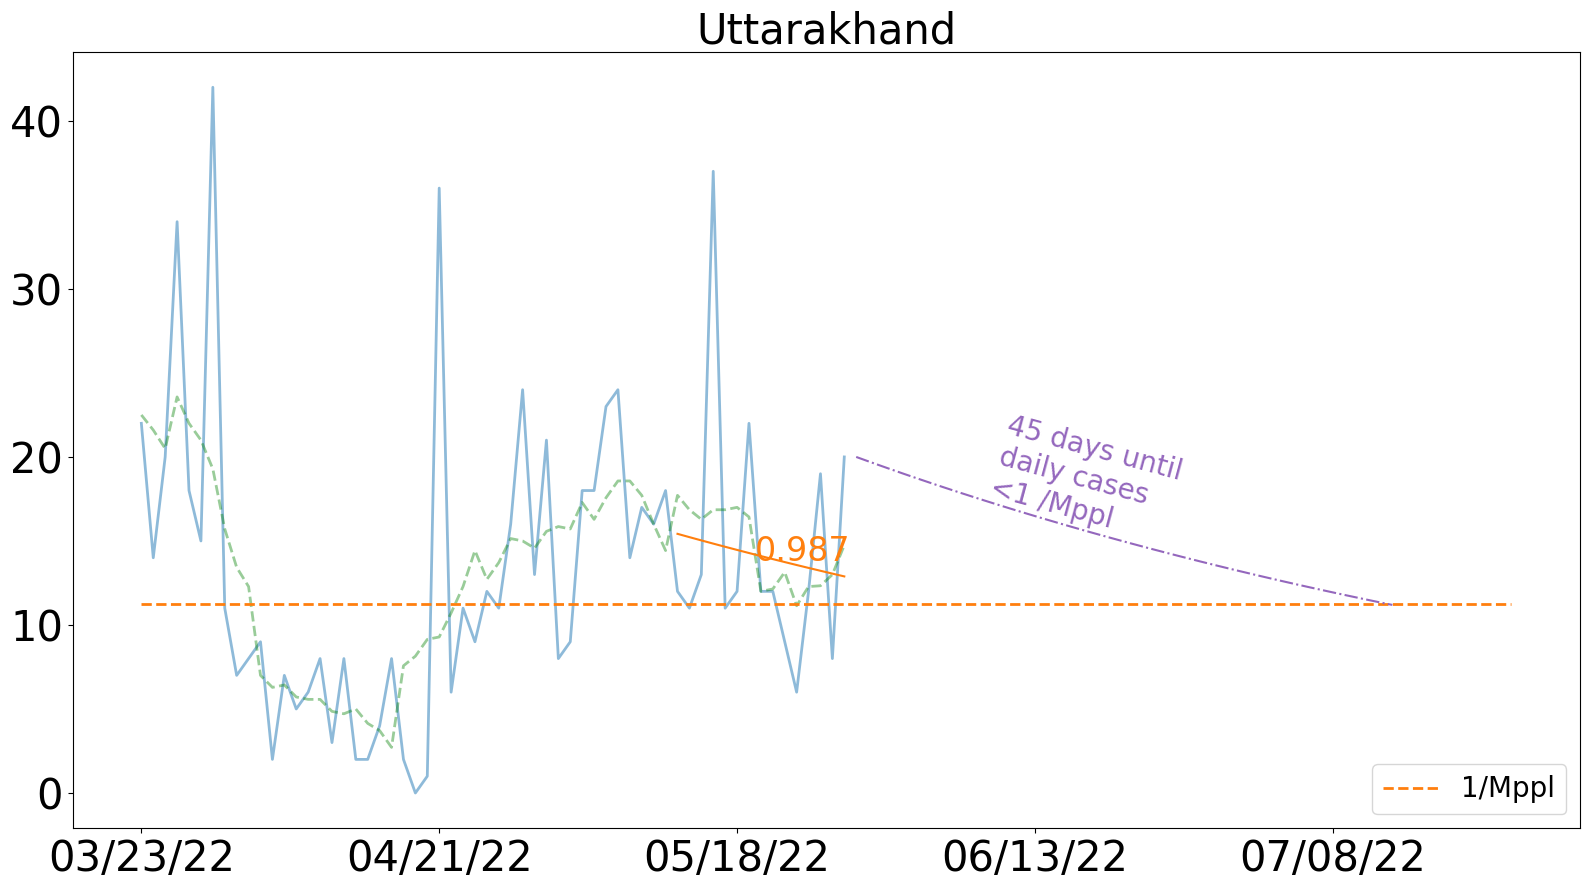 Uttarakhand
40
30
20
10
0
0.987
45 days until
daily cases
<1 /Mppl
1/Mppl
03/23/22
04/21/22
05/18/22
06/13/22
07/08/22